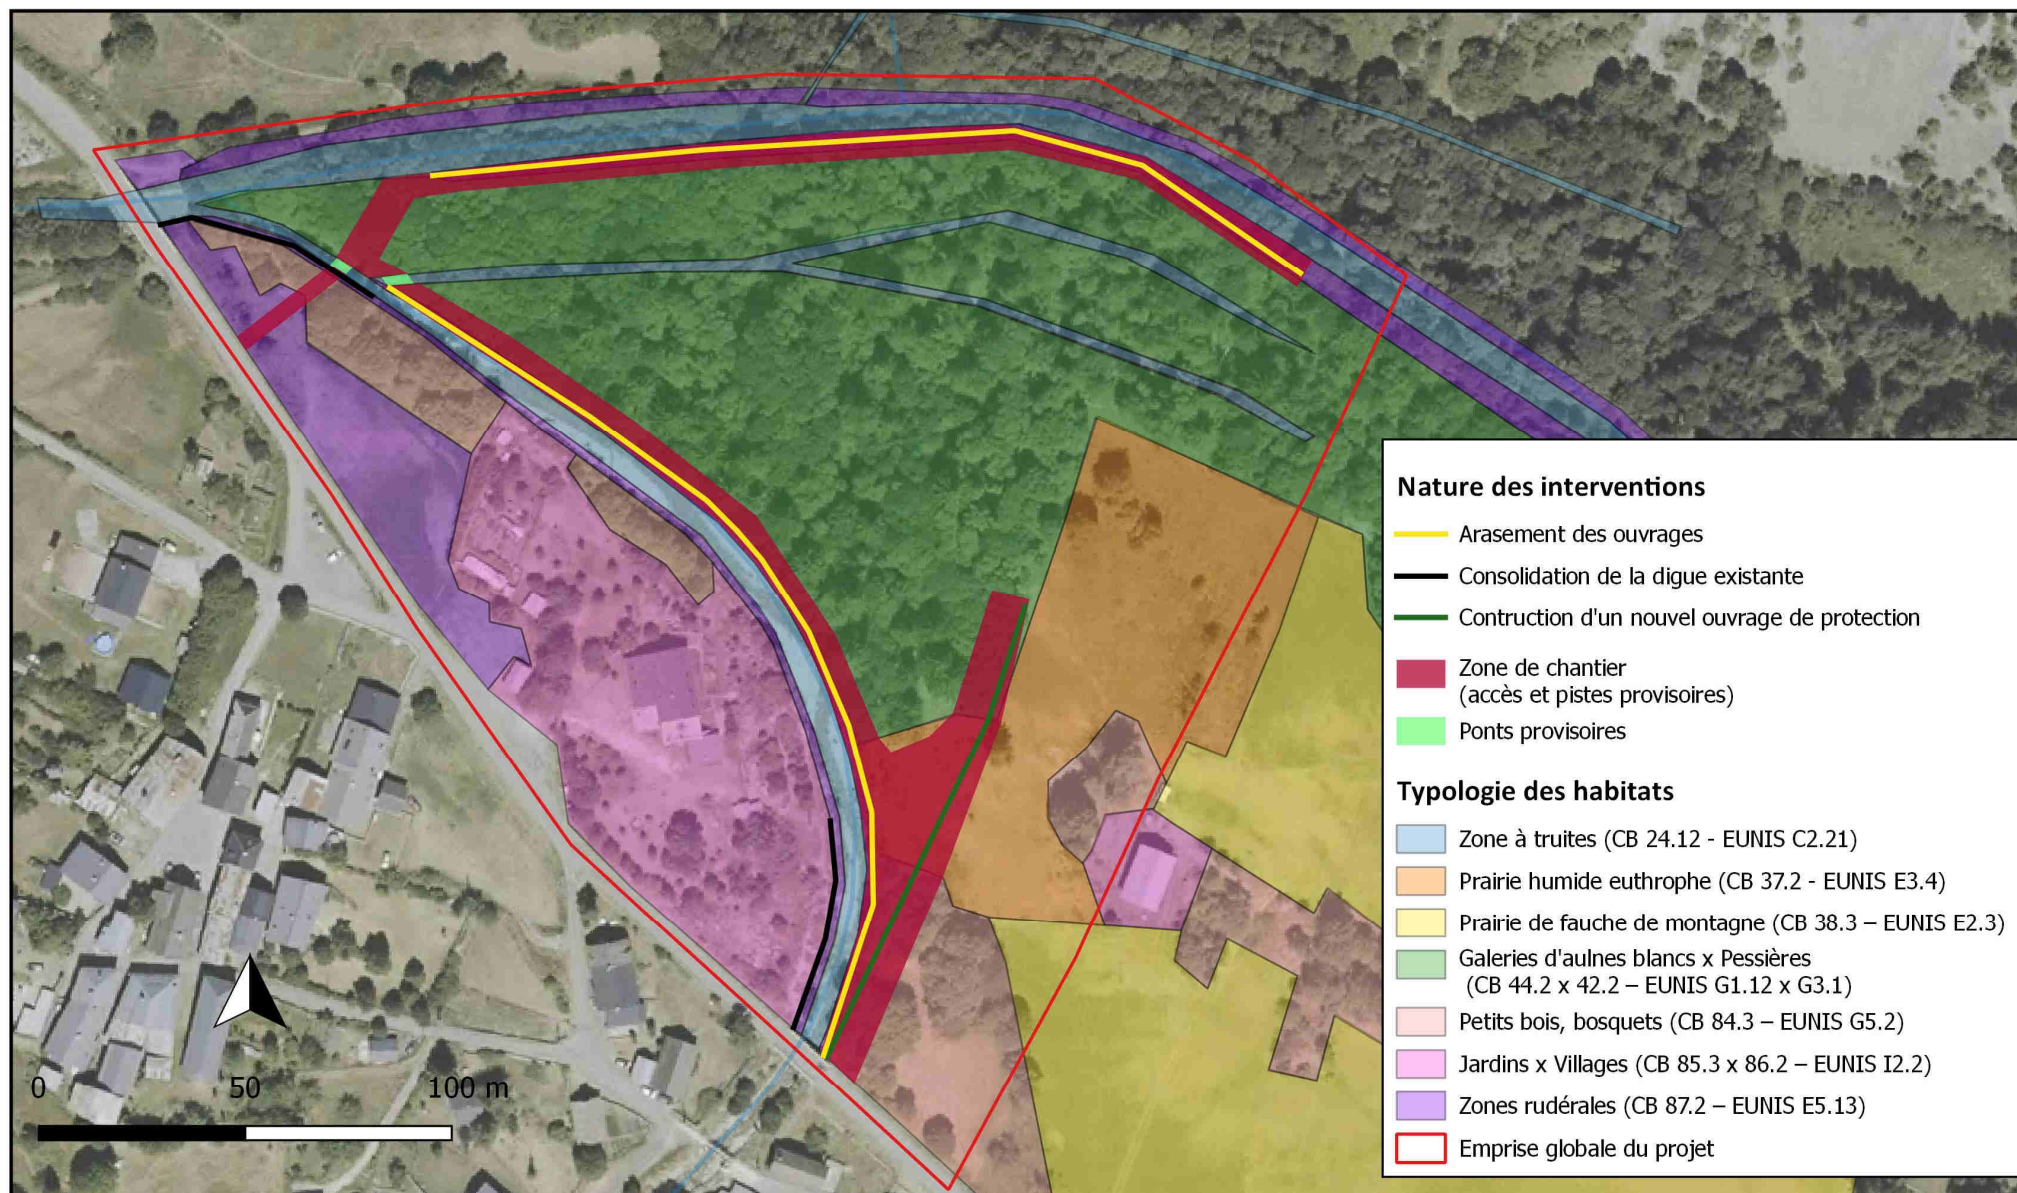 Nature des interventions
Arasement des ouvrages
Consolidation de la digue existante
Contruction d'un nouvel ouvrage de protection
Zone de chantier
(accès et pistes provisoires)
Ponts provisoires
Typologie des habitats
Zone à truites (CB 24.12 - EUNIS C2.21)
Prairie humide euthrophe (CB 37.2 - EUNIS E3.4)
Prairie de fauche de montagne (CB 38.3 – EUNIS E2.3)
Galeries d'aulnes blancs x Pessières
(CB 44.2 x 42.2 – EUNIS G1.12 x G3.1)
Petits bois, bosquets (CB 84.3 – EUNIS G5.2)
Jardins x Villages (CB 85.3 x 86.2 – EUNIS I2.2)
Zones rudérales (CB 87.2 – EUNIS E5.13)
Emprise globale du projet
0 50 100 m